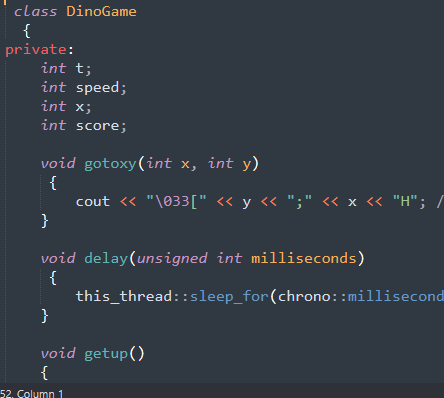 class DinoGame
{
private:
int t;
int speed;
int x;
int score;
void gotoxy(int x, int y)
{
cout << "\033[" << y << ";" << x << "H"; /
}
void delay(unsigned int milliseconds)
{
this_thread::sleep_for(chrono::millisecond
}
void getup()
{
52, Column 1